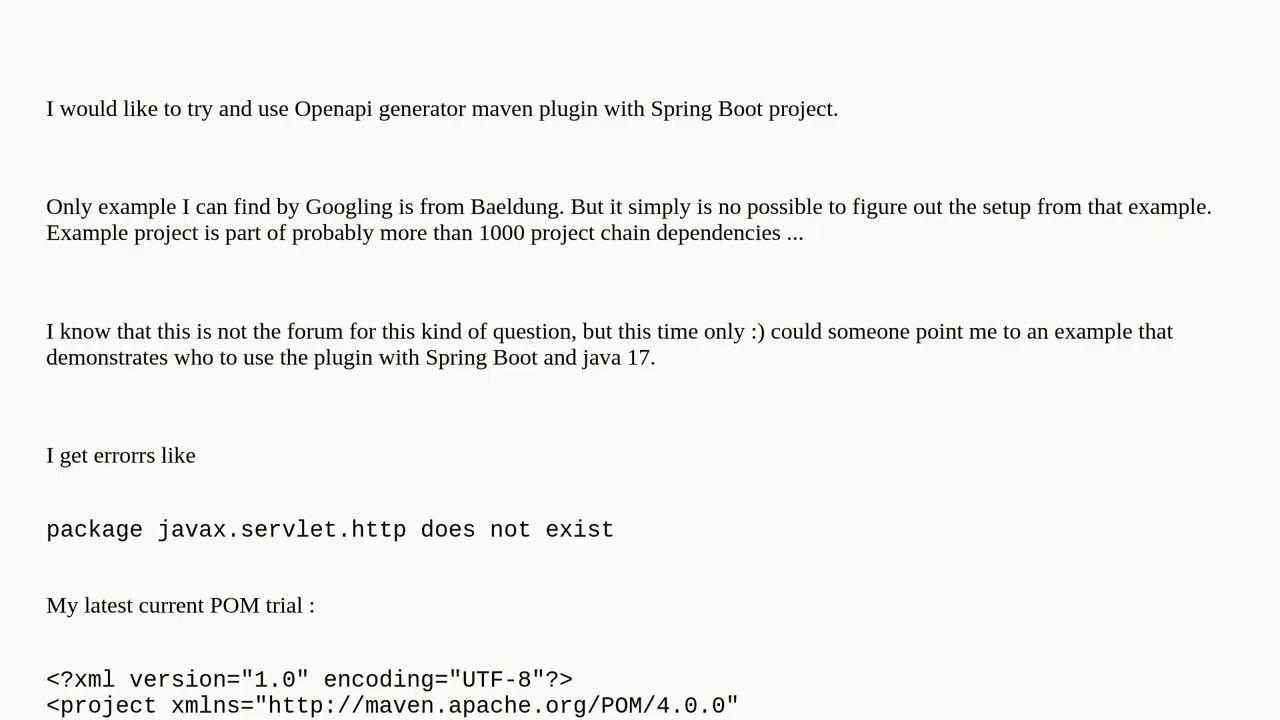 I would like to try and use Openapi generator maven plugin with Spring Boot project.
Only example I can find by Googling is from Baeldung. But it simply is no possible to figure out the setup from that example.
Example project is part of probably more than 1000 project chain dependencies ...
I know that this is not the forum for this kind of question, but this time only :) could someone point me to an example that
demonstrates who to use the plugin with Spring Boot and java 17.
I get errorrs like
package javax.servlet.http does not exist
My latest current POM trial :
<?xml version="1.0" encoding="UTF-8"?>
<project xmlns="http://maven.apache.org/POM/4.0.0"